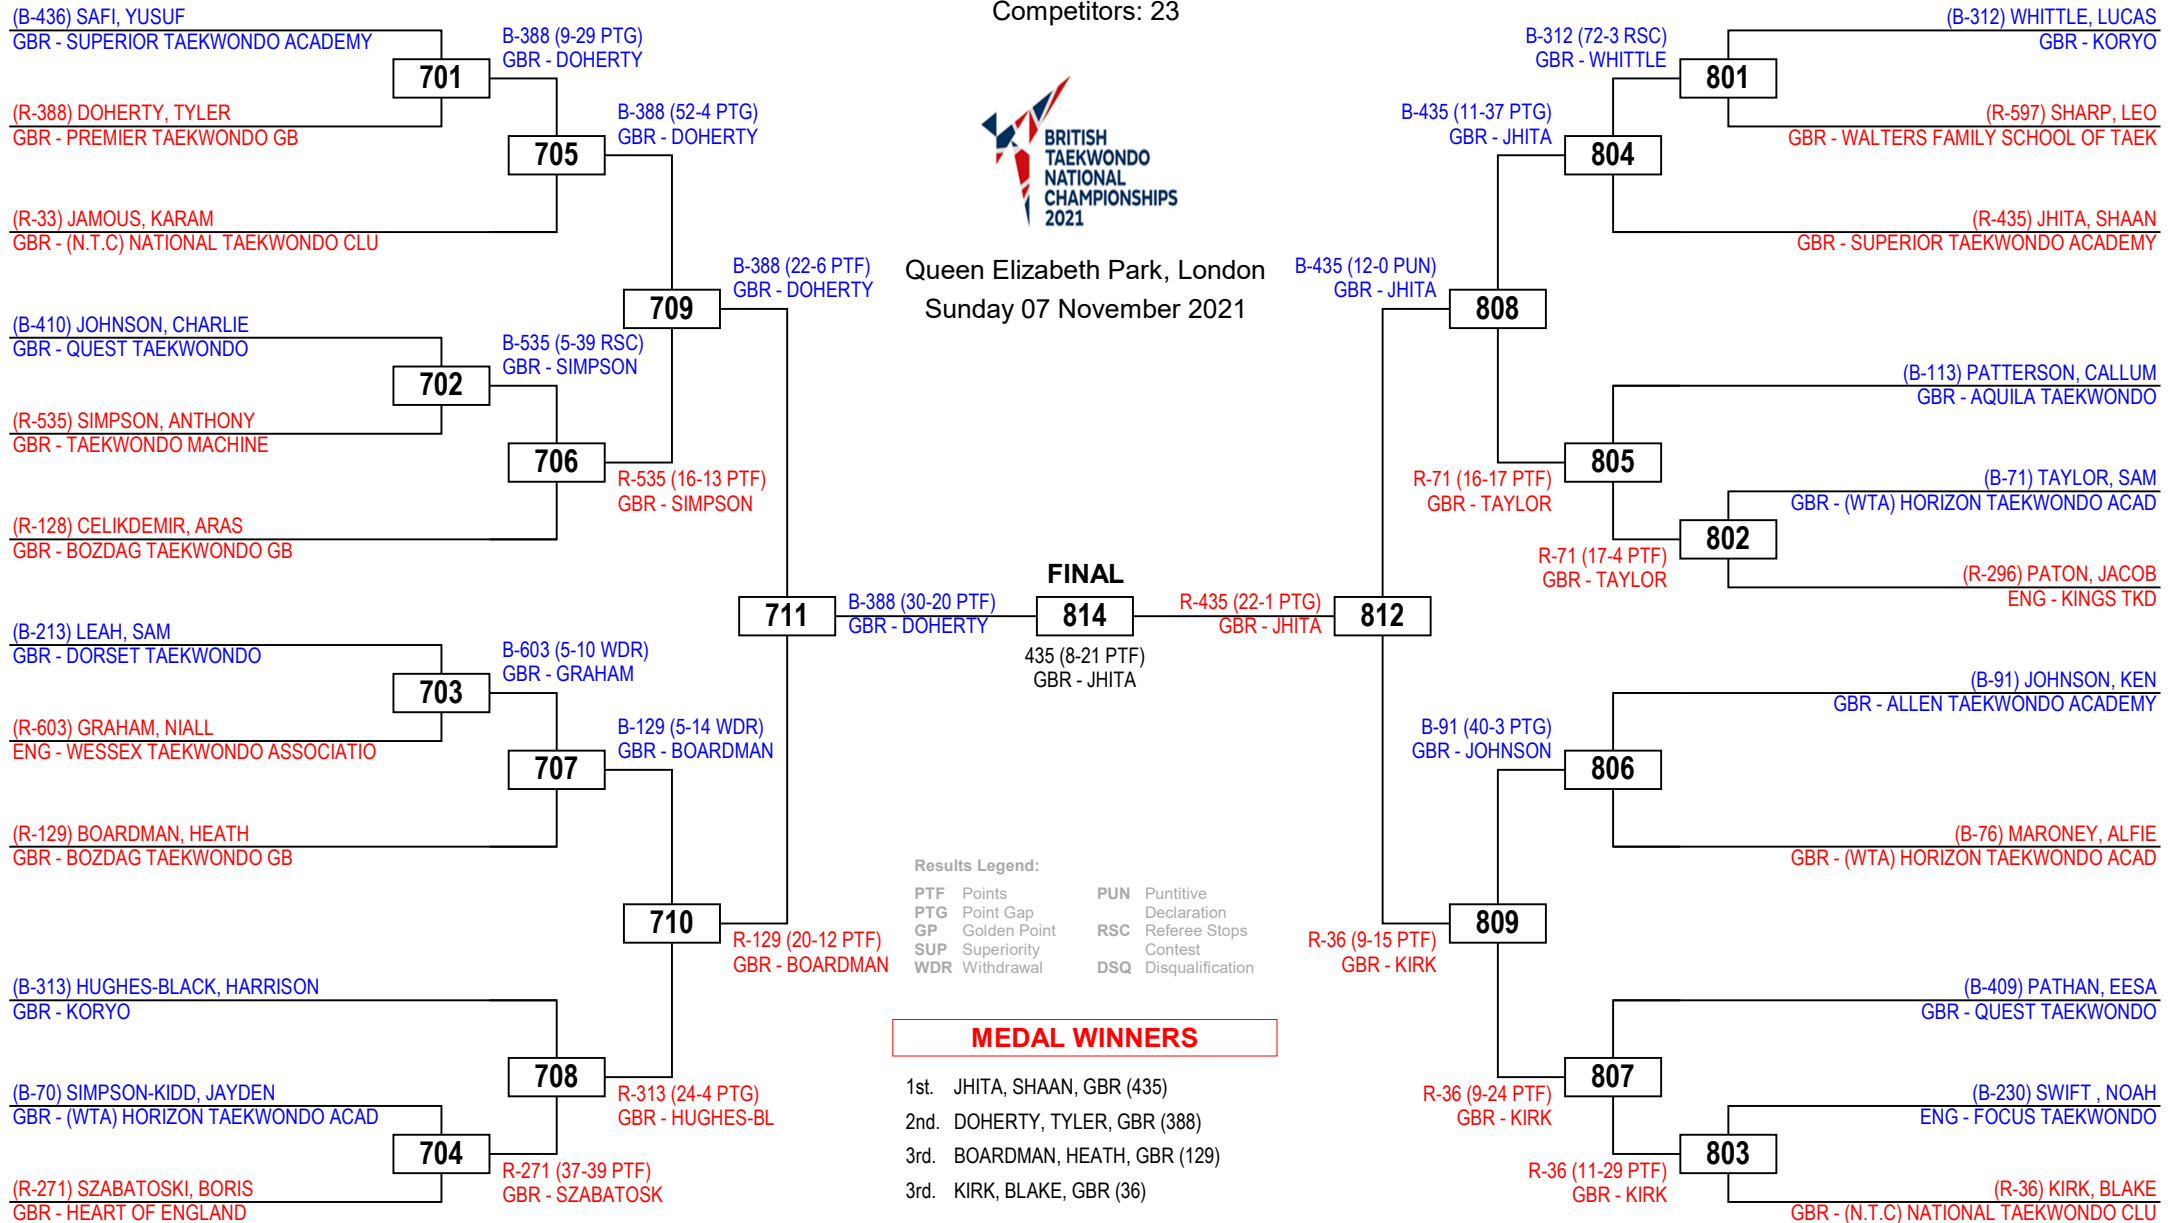 Competitors: 23
BRITISH
TAEKWONDO
NATIONAL
CHAMPIONSHIPS
2021
Queen Elizabeth Park, London
Sunday 07 November 2021
(B-436) SAFI, YUSUF
GBR - SUPERIOR TAEKWONDO ACADEMY
701
(R-388) DOHERTY, TYLER
GBR - PREMIER TAEKWONDO GB
B-388 (9-29 PTG)
GBR - DOHERTY
705
(R-33) JAMOUS, KARAM
GBR - (N.T.C) NATIONAL TAEKWONDO CLU
B-388 (52-4 PTG)
GBR - DOHERTY
709
B-388 (22-6 PTF)
GBR - DOHERTY
(B-410) JOHNSON, CHARLIE
GBR - QUEST TAEKWONDO
702
(R-535) SIMPSON, ANTHONY
GBR - TAEKWONDO MACHINE
B-535 (5-39 RSC)
GBR - SIMPSON
706
(R-128) CELIKDEMIR, ARAS
GBR - BOZDAG TAEKWONDO GB
R-535 (16-13 PTF)
GBR - SIMPSON
711
B-388 (30-20 PTF)
GBR - DOHERTY
(B-213) LEAH, SAM
GBR - DORSET TAEKWONDO
703
(R-603) GRAHAM, NIALL
ENG - WESSEX TAEKWONDO ASSOCIATIO
B-603 (5-10 WDR)
GBR - GRAHAM
707
(R-129) BOARDMAN, HEATH
GBR - BOZDAG TAEKWONDO GB
B-129 (5-14 WDR)
GBR - BOARDMAN
710
R-129 (20-12 PTF)
GBR - BOARDMAN
(B-313) HUGHES-BLACK, HARRISON
GBR - KORYO
708
R-313 (24-4 PTG)
GBR - HUGHES-BL
(B-70) SIMPSON-KIDD, JAYDEN
GBR - (WTA) HORIZON TAEKWONDO ACAD
704
R-271 (37-39 PTF)
GBR - SZABATOSK
(R-271) SZABATOSKI, BORIS
GBR - HEART OF ENGLAND
FINAL
814
435 (8-21 PTF)
GBR - JHITA
(B-312) WHITTLE, LUCAS
GBR - KORYO
801
(R-597) SHARP, LEO
GBR - WALTERS FAMILY SCHOOL OF TAEK
B-312 (72-3 RSC)
GBR - WHITTLE
804
(R-435) JHITA, SHAAN
GBR - SUPERIOR TAEKWONDO ACADEMY
B-435 (11-37 PTG)
GBR - JHITA
808
B-435 (12-0 PUN)
GBR - JHITA
(B-113) PATTERSON, CALLUM
GBR - AQUILA TAEKWONDO
805
R-71 (16-17 PTF)
GBR - TAYLOR
(B-71) TAYLOR, SAM
GBR - (WTA) HORIZON TAEKWONDO ACAD
802
R-71 (17-4 PTF)
GBR - TAYLOR
(R-296) PATON, JACOB
ENG - KINGS TKD
R-435 (22-1 PTG)
GBR - JHITA
812
(B-91) JOHNSON, KEN
GBR - ALLEN TAEKWONDO ACADEMY
B-91 (40-3 PTG)
GBR - JOHNSON
806
(B-76) MARONEY, ALFIE
GBR - (WTA) HORIZON TAEKWONDO ACAD
809
R-36 (9-15 PTF)
GBR - KIRK
(B-409) PATHAN, EESA
GBR - QUEST TAEKWONDO
807
R-36 (9-24 PTF)
GBR - KIRK
(B-230) SWIFT , NOAH
ENG - FOCUS TAEKWONDO
803
R-36 (11-29 PTF)
GBR - KIRK
(R-36) KIRK, BLAKE
GBR - (N.T.C) NATIONAL TAEKWONDO CLU
Results Legend:
PTF Points
PTG Point Gap
GP Golden Point
SUP Superiority
WDR Withdrawal
PUN Puntitive
Declaration
RSC Referee Stops
Contest
DSQ Disqualification
MEDAL WINNERS
1st. JHITA, SHAAN, GBR (435)
2nd. DOHERTY, TYLER, GBR (388)
3rd. BOARDMAN, HEATH, GBR (129)
3rd. KIRK, BLAKE, GBR (36)